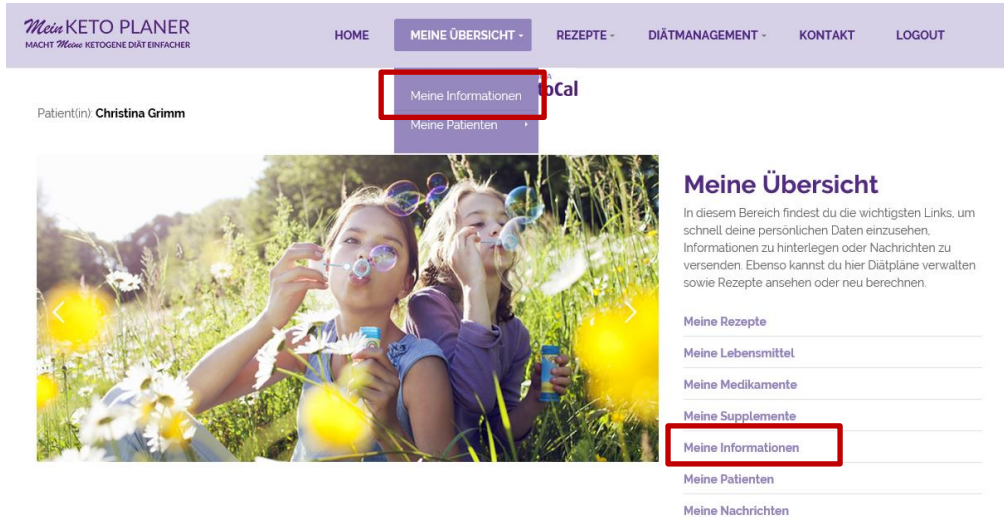 Mein KETO PLANER
MACHT Meine KETOGENE DIÄT EINFACHER
HOME
MEINE ÜBERSICHT -
REZEPTE -
DIÄTMANAGEMENT -
KONTAKT
LOGOUT
Meine Informationen
Meine Patienten
Patient(in): Christina Grimm
Meine Übersicht
In diesem Bereich findest du die wichtigsten Links, um
schnell deine persönlichen Daten einzusehen,
Informationen zu hinterlegen oder Nachrichten zu
versenden. Ebenso kannst du hier Diätpläne verwalten
sowie Rezepte ansehen oder neu berechnen.
Meine Rezepte
Meine Lebensmittel
Meine Medikamente
Meine Supplemente
Meine Informationen
Meine Patienten
Meine Nachrichten